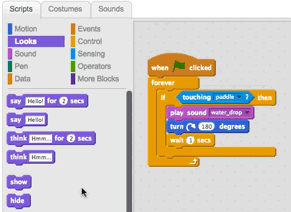 Scripts Costumes Sounds
Motion Events
Looks Control
Sound Sensing
Pen Operators
Data More Blocks
say Hello! for 2 secs
say Hello!
think Hmm... for 2 secs
think Hmm...
show
hide
when clicked
forever
if touching paddle ? then
play sound water_drop
turn 180 degrees
wait 1 secs